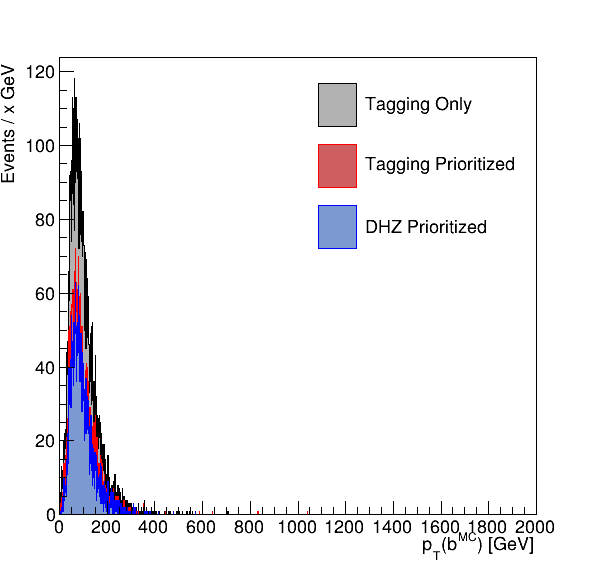 Events / x GeV
120
100
80
60
40
20
0
Tagging Only
Tagging Prioritized
DHZ Prioritized
0 200 400 600 800 1000 1200 1400 1600 1800 2000
p_T(b^MC) [GeV]